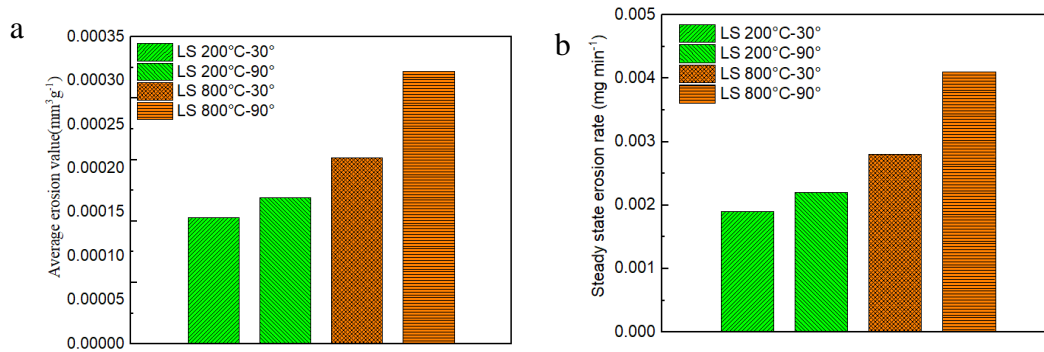 a
Average erosion value(mm³g⁻¹)
0.00035
0.00030
0.00025
0.00020
0.00015
0.00010
0.00005
0.00000
LS 200°C-30°
LS 200°C-90°
LS 800°C-30°
LS 800°C-90°
b
Steady state erosion rate (mg min⁻¹)
0.005
0.004
0.003
0.002
0.001
0.000
LS 200°C-30°
LS 200°C-90°
LS 800°C-30°
LS 800°C-90°